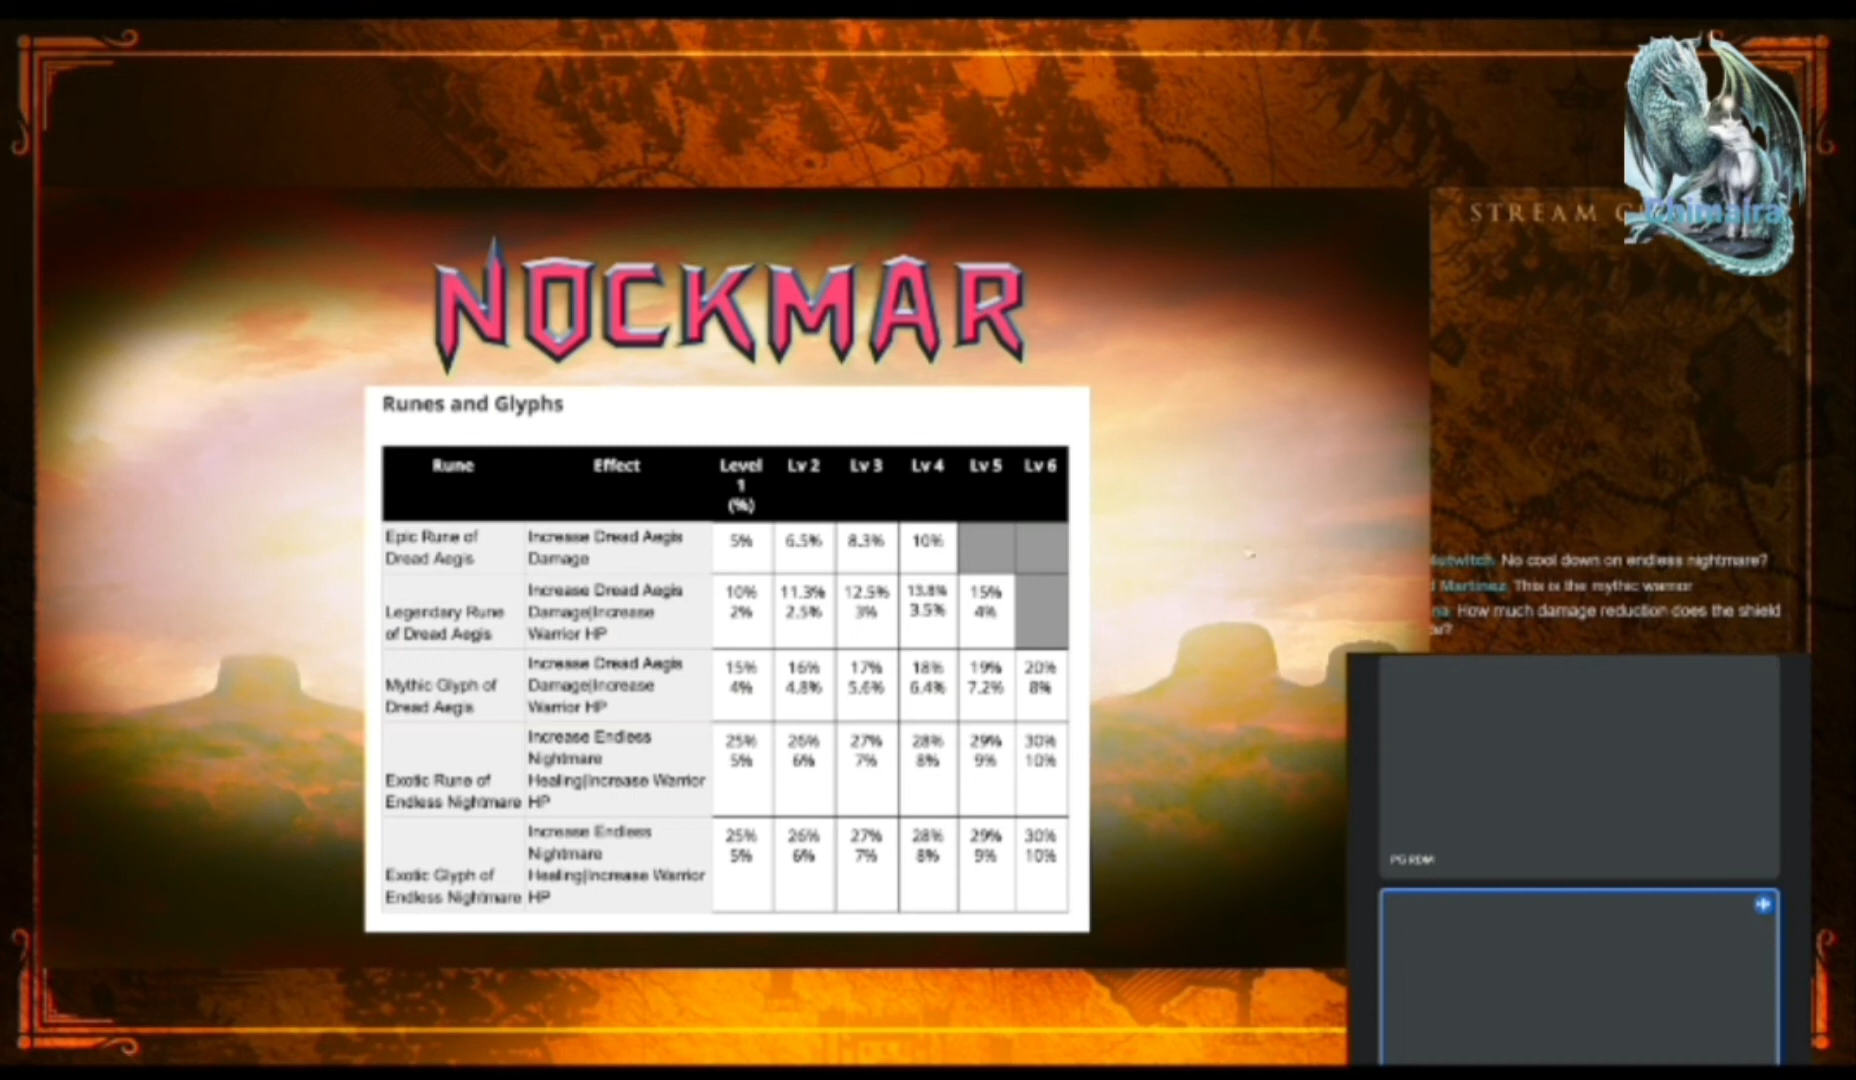 STREAM
Chimaira
NOCKMAR
Runes and Glyphs
Rune Effect Level 1 (%) Lv 2 Lv 3 Lv 4 Lv 5 Lv 6
Epic Rune of
Dread Aegis
Increase Dread Aegis
Damage
5% 6.5% 8.3% 10%
Legendary Rune
of Dread Aegis
Increase Dread Aegis
Damage|Increase
Warrior HP
10% 11.3% 12.5% 13.8% 15%
2% 2.5% 3% 3.5% 4%
Mythic Glyph of
Dread Aegis
Increase Dread Aegis
Damage|Increase
Warrior HP
15% 16% 17% 18% 19% 20%
4% 4.8% 5.6% 6.4% 7.2% 8%
Exotic Rune of
Endless Nightmare
Increase Endless
Nightmare
Healing|Increase Warrior
HP
25% 26% 27% 28% 29% 30%
5% 6% 7% 8% 9% 10%
Exotic Glyph of
Endless Nightmare
Increase Endless
Nightmare
Healing|Increase Warrior
HP
25% 26% 27% 28% 29% 30%
5% 6% 7% 8% 9% 10%
No cool down on endless nightmare?
Martinez This is the mythic warrior
How much damage reduction does the shield
PG RDM